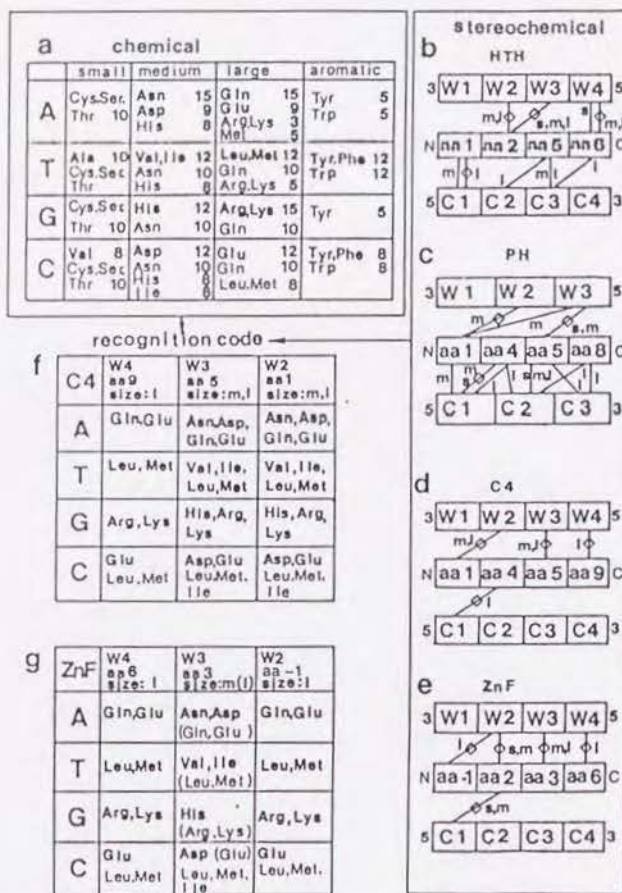 a chemical
small medium large aromatic
A
Cys.Ser. Thr 10
Asn 15 Asp 9 His 8
Gln 15 Glu 9 Arg,Lys 3 Met 5
Tyr 5 Trp 5
T
Ala 10 Cys,Ser Thr 10
Val,Ile 12 Asn 10 His 8
Leu,Met 12 Gln 10 Arg,Lys 5
Tyr,Phe 12 Trp 12
G
Cys,Ser Thr 10
His 12 Asn 10
Arg,Lys 15 Gln 10
Tyr 5
C
Val 8 Cys,Ser Thr 10
Asp 12 Asn 10 His 8 Ile 8
Glu 12 Gln 10 Leu,Met 8
Tyr,Phe 8 Trp 8
recognition code
f
C4
W4 aa9 size:l
W3 aa5 size:m,l
W2 aa1 size:m,l
A
Gln,Glu
Asn,Asp, Gln,Glu
Asn,Asp, Gln,Glu
T
Leu,Met
Val,Ile, Leu,Met
Val,Ile, Leu,Met
G
Arg,Lys
His,Arg, Lys
His,Arg, Lys
C
Glu Leu,Met
Asp,Glu Leu,Met, Ile
Asp,Glu Leu,Met, Ile
g
ZnF
W4 aa6 size:l
W3 aa3 size:m(l)
W2 aa-1 size:l
A
Gln,Glu
Asn,Asp (Gln,Glu)
Gln,Glu
T
Leu,Met
Val,Ile (Leu,Met)
Leu,Met
G
Arg,Lys
His (Arg,Lys)
Arg,Lys
C
Glu Leu,Met
Asp (Glu) Leu,Met, Ile
Glu Leu,Met.
stereochemical
b HTH
3 W1 W2 W3 W4 5
m,l s,m,l s m,
N aa1 aa2 aa5 aa6 C
m l l m l l
5 C1 C2 C3 C4 3
c PH
3 W1 W2 W3 5
m m s,m
N aa1 aa4 aa5 aa8 C
m m s l l s,m,l l l
5 C1 C2 C3 3
d C4
3 W1 W2 W3 W4 5
m,l m,l l
N aa1 aa4 aa5 aa9 C
l
5 C1 C2 C3 C4 3
e ZnF
3 W1 W2 W3 W4 5
l s,m m,l l
N aa-1 aa2 aa3 aa6 C
s,m
5 C1 C2 C3 C4 3